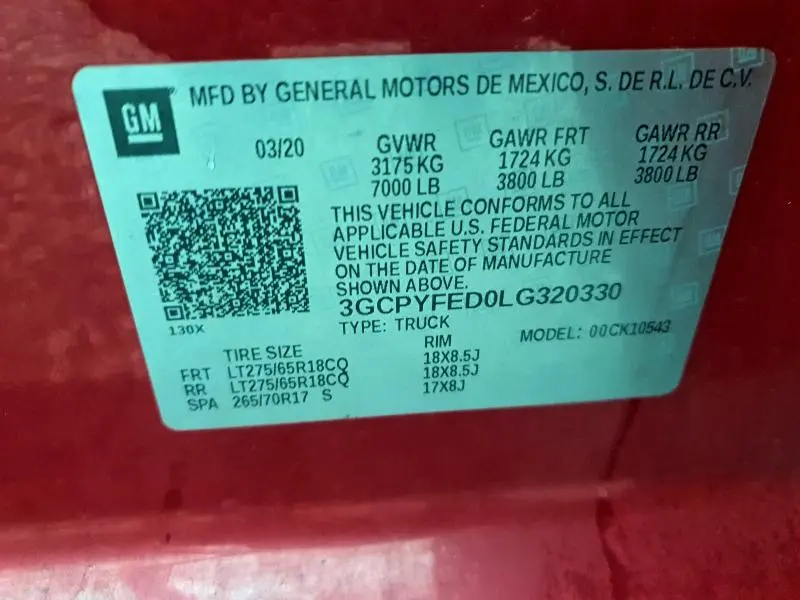 GM
MFD BY GENERAL MOTORS DE MEXICO, S. DE R.L. DE C.V.
03/20 GVWR GAWR FRT GAWR RR
3175 KG 1724 KG 1724 KG
7000 LB 3800 LB 3800 LB
THIS VEHICLE CONFORMS TO ALL
APPLICABLE U.S. FEDERAL MOTOR
VEHICLE SAFETY STANDARDS IN EFFECT
ON THE DATE OF MANUFACTURE
SHOWN ABOVE.
3GCPYFED0LG320330
130X
TYPE: TRUCK MODEL: 00CK10543
TIRE SIZE RIM
FRT LT275/65R18CQ 18X8.5J
RR LT275/65R18CQ 18X8.5J
SPA 265/70R17 S 17X8J